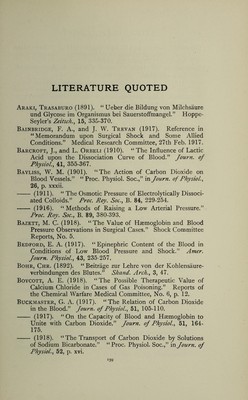 LITERATURE QUOTED
Araki, Trasaburo (1891). “Ueber die Bildung von Milchsäure
und Glycose im Organismus bei Sauerstoffmangel.” Hoppe-
Seyler's Zeitsch., 15, 335-370.
Bainbridge, F. A., and J. W. Trevan (1917). Reference in
“Memorandum upon Surgical Shock and Some Allied
Conditions.” Medical Research Committee, 27th Feb. 1917.
Barcroft, J., and L. Orbeli (1910). “The Influence of Lactic
Acid upon the Dissociation Curve of Blood.” Journ. of
Physiol., 41, 355-367.
Bayliss, W. M. (1901). “The Action of Carbon Dioxide on
Blood Vessels.” “Proc. Physiol. Soc.,” in Journ. of Physiol.,
26, p. xxxii.
—— (1911). “The Osmotic Pressure of Electrolytically Dissoci-
ated Colloids.” Proc. Roy. Soc., B. 84, 229-254.
—— (1916). “Methods of Raising a Low Arterial Pressure.”
Proc. Roy. Soc., B. 89, 380-393.
Bazett, M. C. (1918). “The Value of Hæmoglobin and Blood
Pressure Observations in Surgical Cases.” Shock Committee
Reports, No. 5.
Bedford, E. A. (1917). “Epinephric Content of the Blood in
Conditions of Low Blood Pressure and Shock.” Amer.
Journ. Physiol., 43, 235-257.
Bohr, Chr. (1892). “Beiträge zur Lehre von der Kohlensäure-
verbindungen des Blutes.” Skand. Arch., 3, 47.
Boycott, A. E. (1918). “The Possible Therapeutic Value of
Calcium Chloride in Cases of Gas Poisoning.” Reports of
the Chemical Warfare Medical Committee, No. 6, p. 12.
Buckmaster, G. A. (1917). “The Relation of Carbon Dioxide
in the Blood.” Journ. of Physiol., 51, 105-110.
—— (1917). “On the Capacity of Blood and Hæmoglobin to
Unite with Carbon Dioxide.” Journ. of Physiol., 51, 164-
175.
—— (1918). “The Transport of Carbon Dioxide by Solutions
of Sodium Bicarbonate.” “Proc. Physiol. Soc.,” in Journ. of
Physiol., 52, p. xvi.